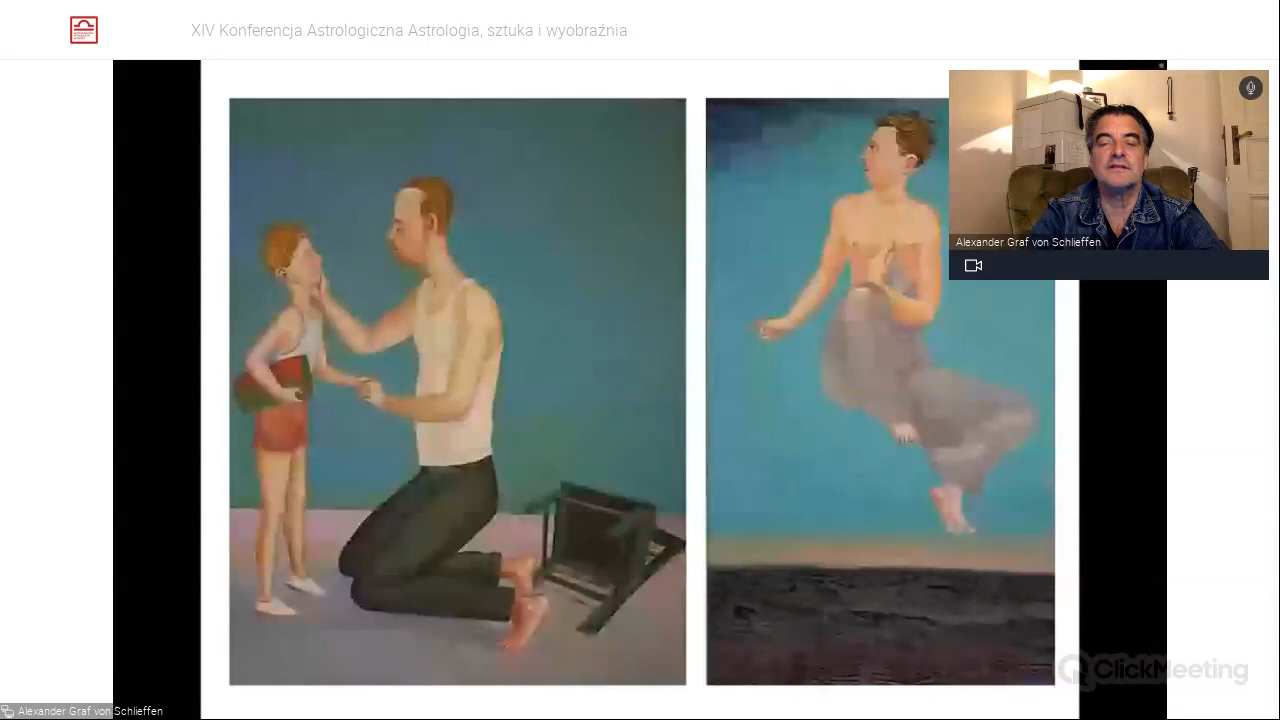 XIV Konferencja Astrologiczna Astrologia, sztuka i wyobraźnia
Alexander Graf von Schlieffen
ClickMeeting
Alexander Graf von Schlieffen